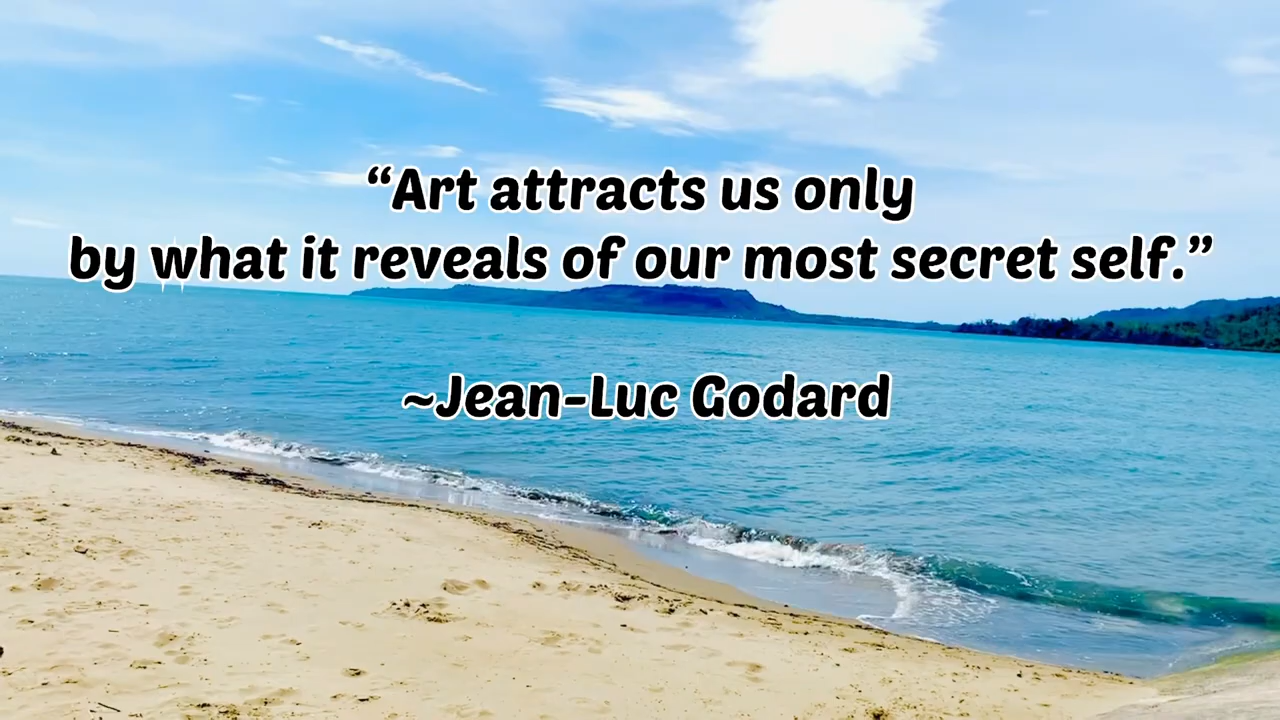 “Art attracts us only
by what it reveals of our most secret self.”
~Jean-Luc Godard